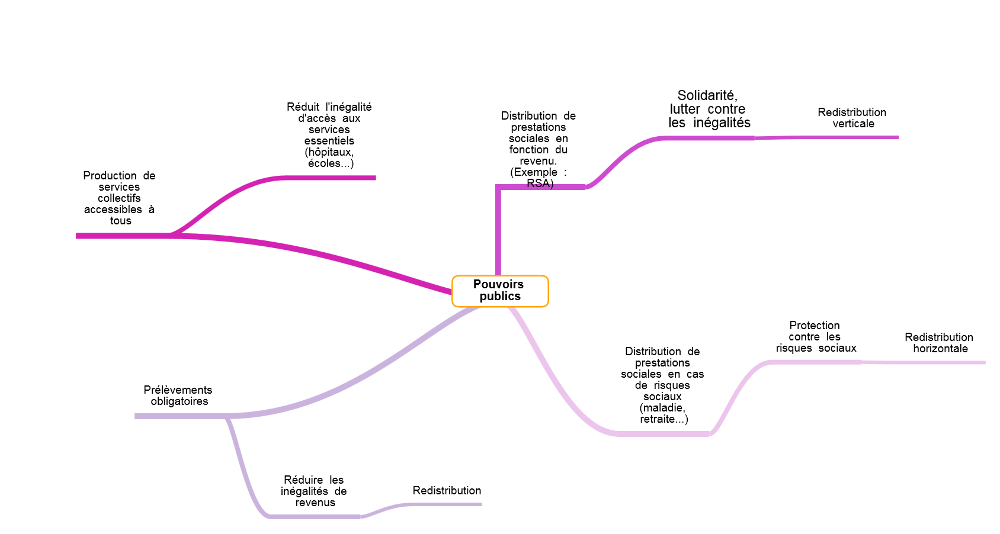 Réduit l'inégalité
d'accès aux
services
essentiels
(hôpitaux,
écoles...)
Production de
services
collectifs
accessibles à
tous
Distribution de
prestations
sociales en
fonction du
revenu.
(Exemple :
RSA)
Solidarité,
lutter contre
les inégalités
Redistribution
verticale
Pouvoirs
publics
Prélèvements
obligatoires
Réduire les
inégalités de
revenus
Redistribution
Distribution de
prestations
sociales en cas
de risques
sociaux
(maladie,
retraite...)
Protection
contre les
risques sociaux
Redistribution
horizontale